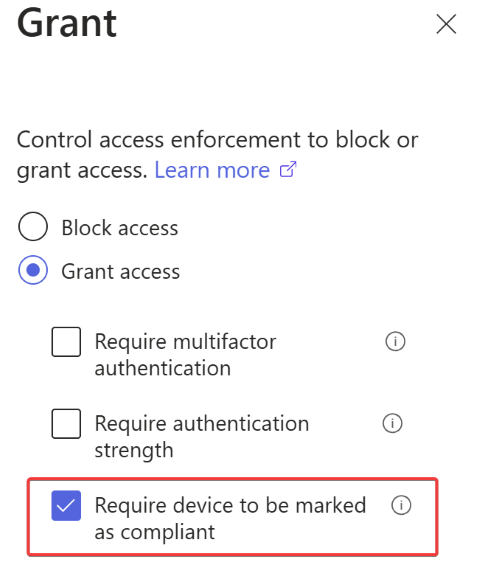 Grant
Control access enforcement to block or
grant access. Learn more
Block access
Grant access
Require multifactor
authentication
Require authentication
strength
Require device to be marked
as compliant